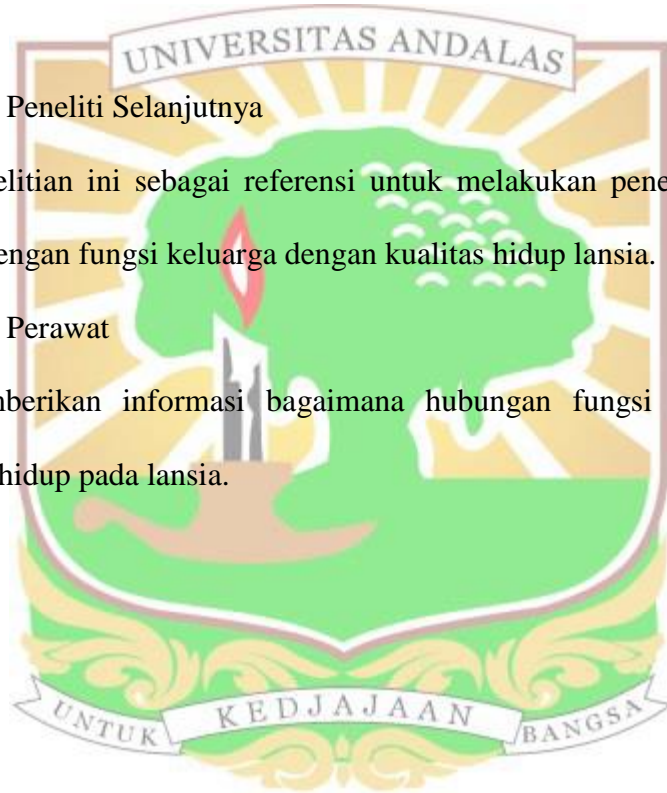 UNIVERSITAS ANDALAS
Peneliti Selanjutnya
elitian ini sebagai referensi untuk melakukan pene
engan fungsi keluarga dengan kualitas hidup lansia.
Perawat
nberikan informasi bagaimana hubungan fungsi
hidup pada lansia.
UNTUK KEDJAJAAN BANGSA